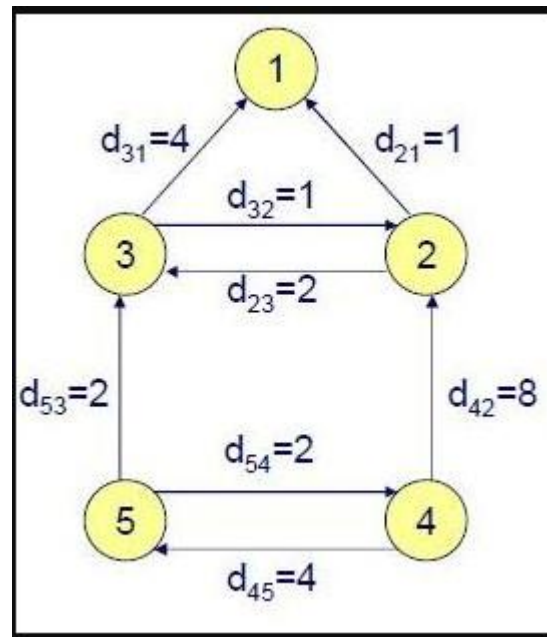 1
d₃₁=4
d₂₁=1
d₃₂=1
3
2
d₂₃=2
d₅₃=2
d₄₂=8
d₅₄=2
5
4
d₄₅=4